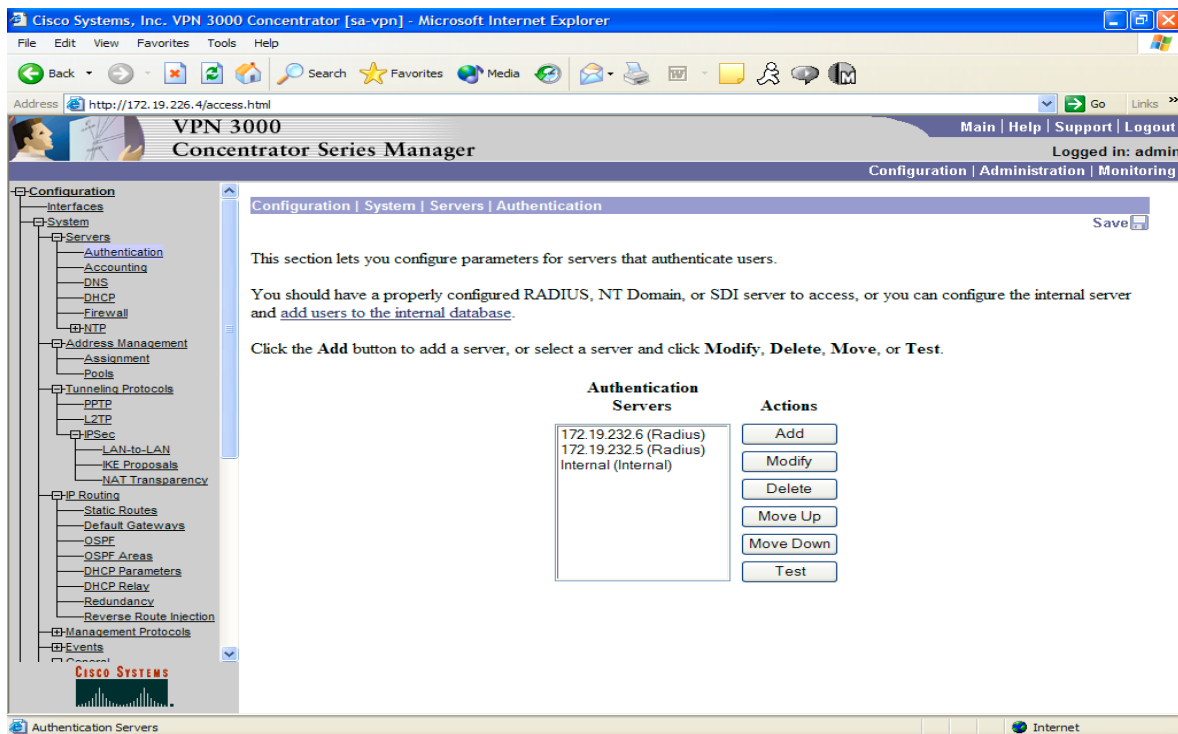 Cisco Systems, Inc. VPN 3000 Concentrator [sa-vpn] - Microsoft Internet Explorer
File Edit View Favorites Tools Help
Back Search Favorites Media
Address http://172.19.226.4/access.html Go Links »
VPN 3000
Concentrator Series Manager
Main | Help | Support | Logout
Logged in: admin
Configuration | Administration | Monitoring
Configuration
Interfaces
System
Servers
Authentication
Accounting
DNS
DHCP
Firewall
NTP
Address Management
Assignment
Pools
Tunneling Protocols
PPTP
L2TP
IPSec
LAN-to-LAN
IKE Proposals
NAT Transparency
IP Routing
Static Routes
Default Gateways
OSPF
OSPF Areas
DHCP Parameters
DHCP Relay
Redundancy
Reverse Route Injection
Management Protocols
Events
General
CISCO SYSTEMS
Configuration | System | Servers | Authentication
Save
This section lets you configure parameters for servers that authenticate users.
You should have a properly configured RADIUS, NT Domain, or SDI server to access, or you can configure the internal server
and add users to the internal database.
Click the Add button to add a server, or select a server and click Modify, Delete, Move, or Test.
Authentication
Servers
Actions
172.19.232.6 (Radius)
172.19.232.5 (Radius)
Internal (Internal)
Add
Modify
Delete
Move Up
Move Down
Test
Authentication Servers
Internet